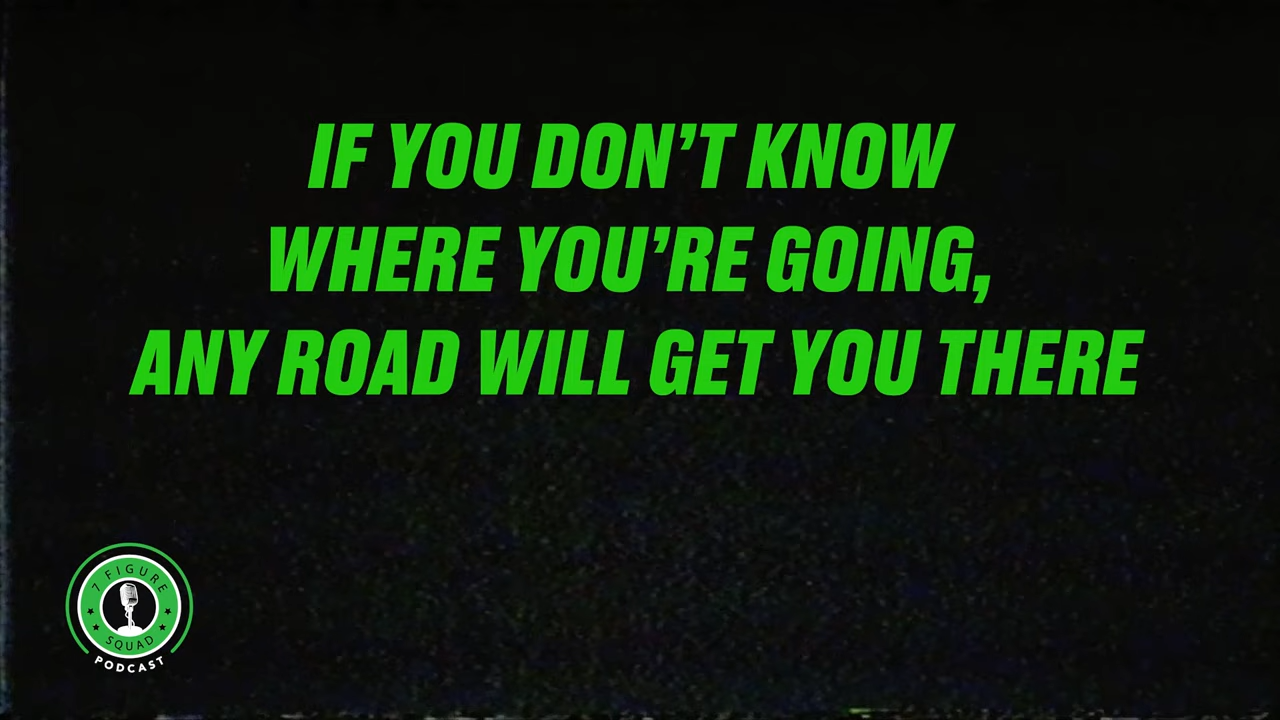 IF YOU DON’T KNOW
WHERE YOU’RE GOING,
ANY ROAD WILL GET YOU THERE
7 FIGURE
SQUAD
PODCAST